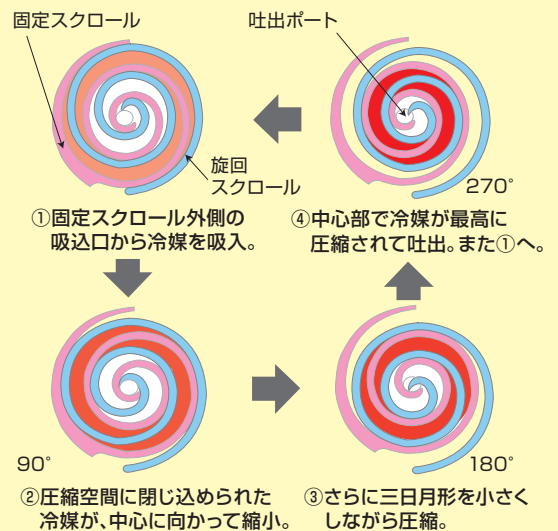 固定スクロール
吐出ポート
旋回
スクロール
270°
①固定スクロール外側の
吸込口から冷媒を吸入。
④中心部で冷媒が最高に
圧縮されて吐出。また①へ。
90°
180°
②圧縮空間に閉じ込められた
冷媒が、中心に向かって縮小。
③さらに三日月形を小さく
しながら圧縮。